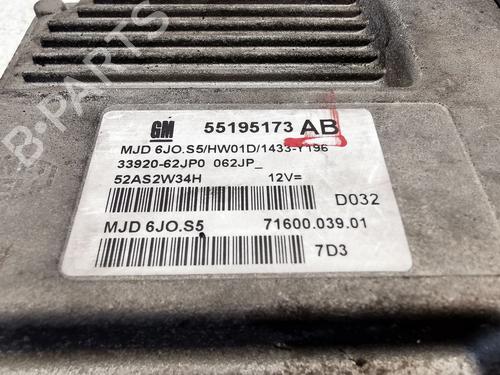 B-PARTS
GM 55195173 AB
MJD 6JO.S5/HW01D/1433-Y196
33920-62JP0 062JP_
52AS2W34H 12V=
D032
MJD 6JO.S5 71600.039.01
7D3